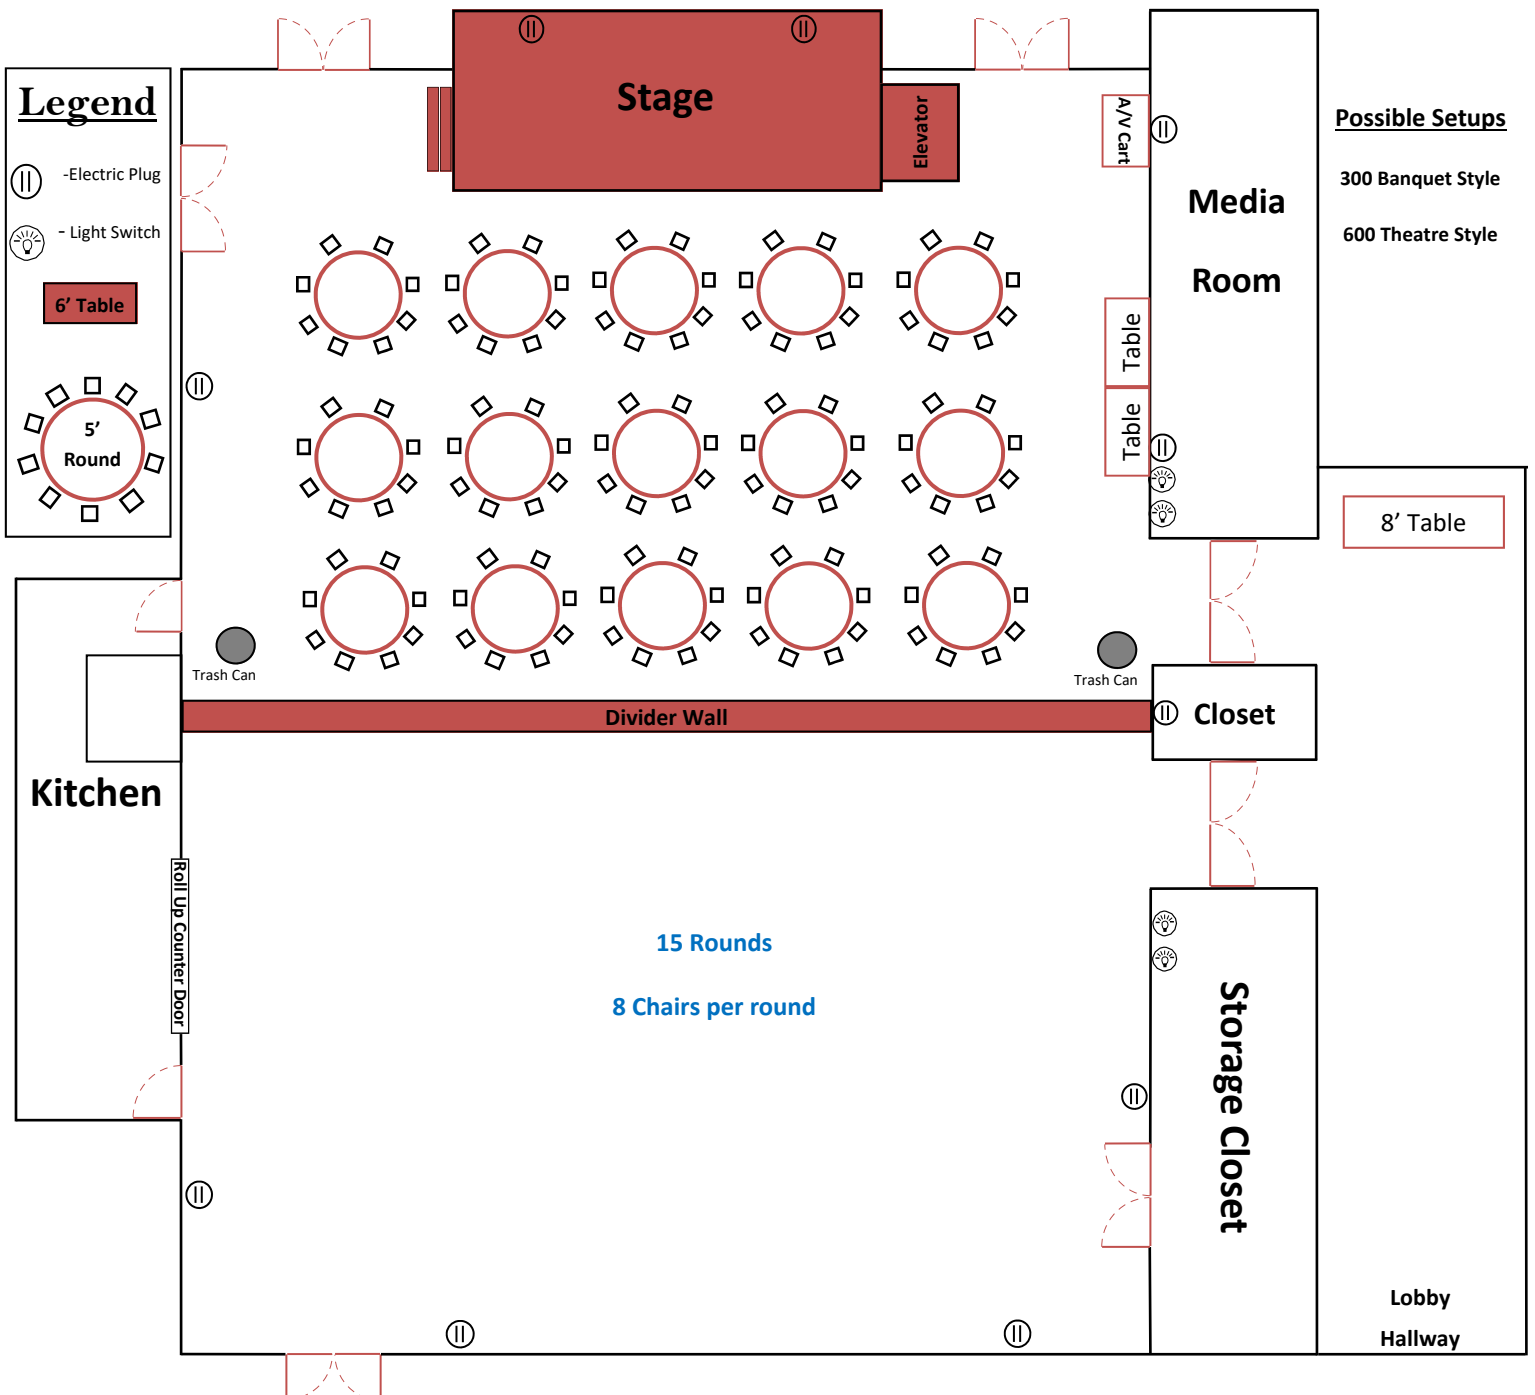 Legend
-Electric Plug
- Light Switch
6’ Table
5’
Round
Stage
Elevator
A/V Cart
Media
Room
Possible Setups
300 Banquet Style
600 Theatre Style
Table
Table
8’ Table
Trash Can
Trash Can
Divider Wall
Closet
Kitchen
Roll Up Counter Door
15 Rounds
8 Chairs per round
Storage Closet
Lobby
Hallway